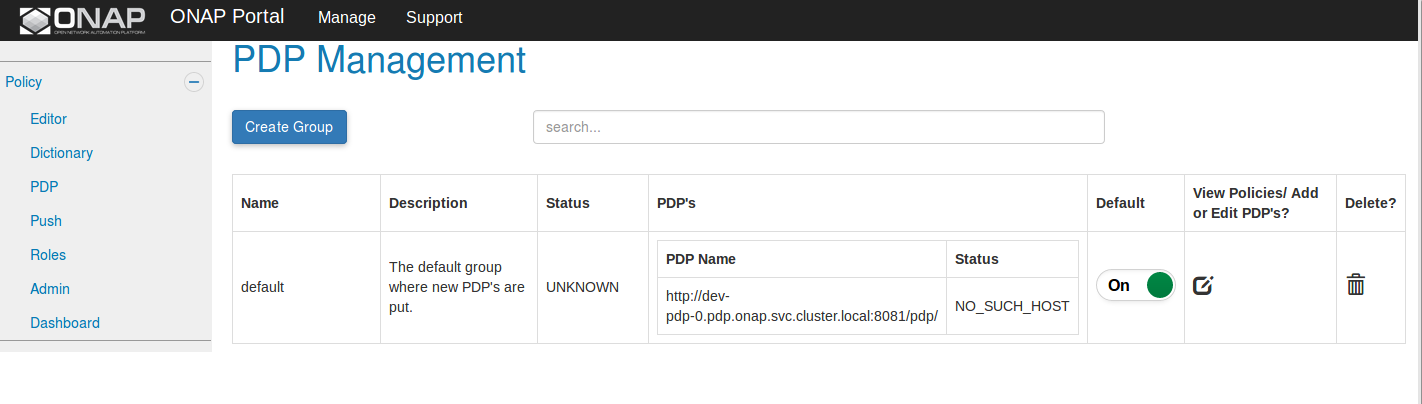 ONAP
OPEN NETWORK AUTOMATION PLATFORM
ONAP Portal
Manage
Support
Policy
Editor
Dictionary
PDP
Push
Roles
Admin
Dashboard
PDP Management
Create Group
search...
Name
Description
Status
PDP's
Default
View Policies/ Add
or Edit PDP's?
Delete?
default
The default group
where new PDP's are
put.
UNKNOWN
PDP Name
Status
http://dev-
pdp-0.pdp.onap.svc.cluster.local:8081/pdp/
NO_SUCH_HOST
On